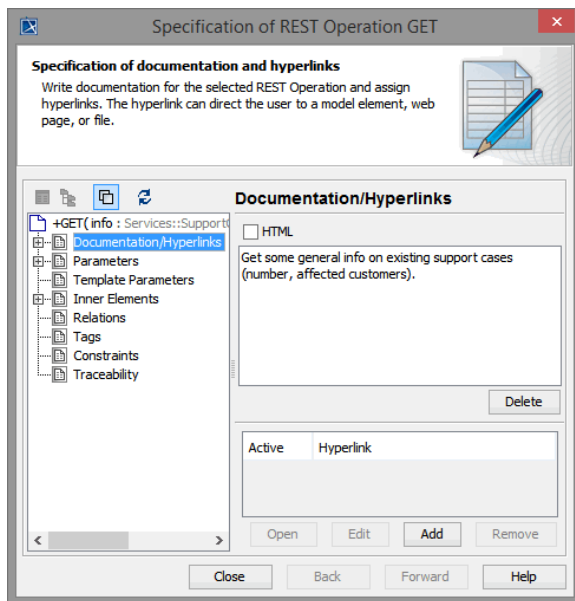 Specification of REST Operation GET
Specification of documentation and hyperlinks
Write documentation for the selected REST Operation and assign
hyperlinks. The hyperlink can direct the user to a model element, web
page, or file.
Documentation/Hyperlinks
+GET( info : Services::Support
Documentation/Hyperlinks
Parameters
Template Parameters
Inner Elements
Relations
Tags
Constraints
Traceability
HTML
Get some general info on existing support cases
(number, affected customers).
Delete
Active Hyperlink
Open Edit Add Remove
Close Back Forward Help